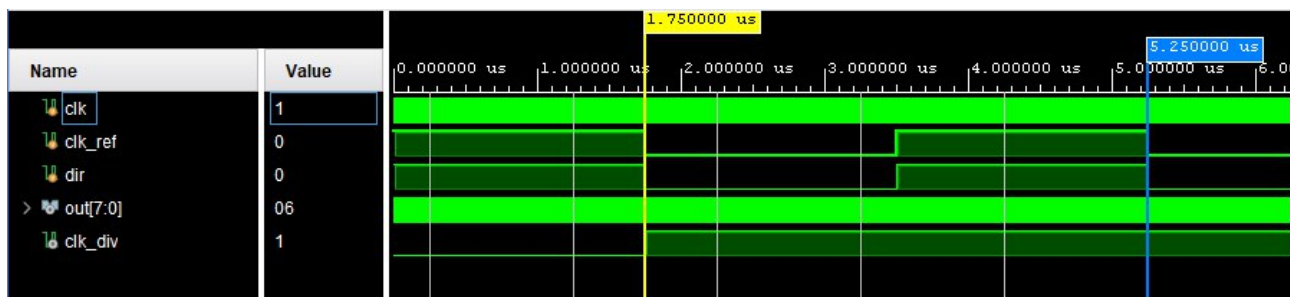 1.750000 us
5.250000 us
Name Value
0.000000 us 1.000000 us 2.000000 us 3.000000 us 4.000000 us 5.000000 us 6.0
clk 1
clk_ref 0
dir 0
> out[7:0] 06
clk_div 1